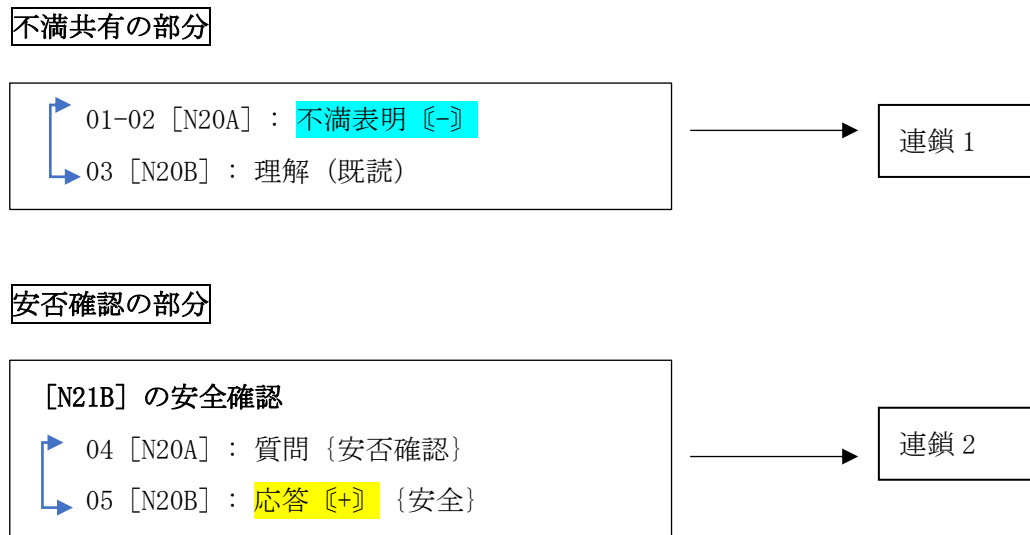 不満共有の部分
01-02［N20A］：不満表明〔-〕
03［N20B］：理解（既読）
連鎖 1
安否確認の部分
［N21B］の安全確認
04［N20A］：質問｛安否確認｝
05［N20B］：応答〔+〕｛安全｝
連鎖 2